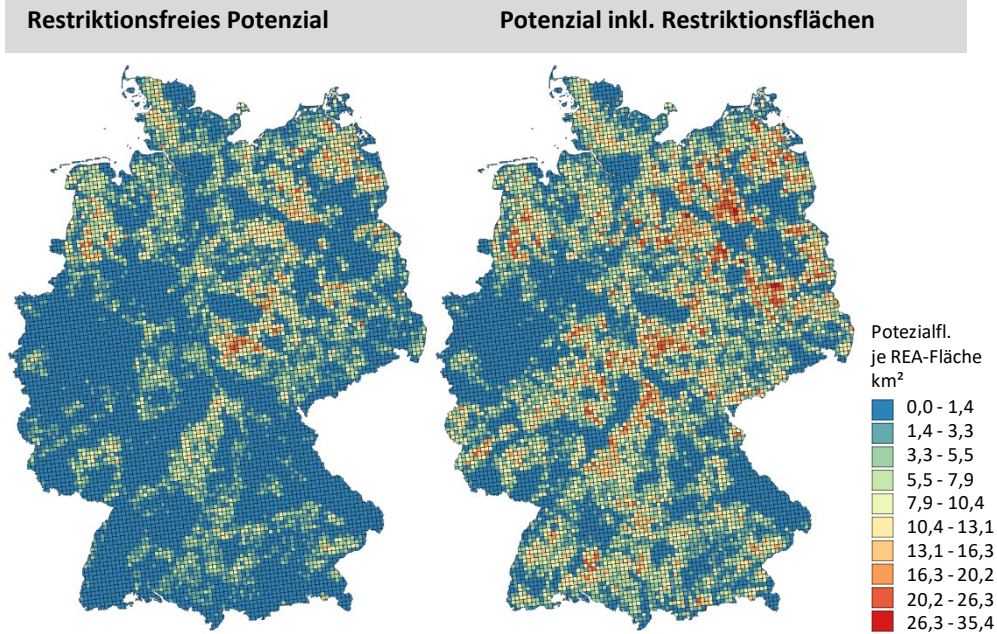 Restriktionsfreies Potenzial
Potenzial inkl. Restriktionsflächen
Potezialfl.
je REA-Fläche
km²
0,0 - 1,4
1,4 - 3,3
3,3 - 5,5
5,5 - 7,9
7,9 - 10,4
10,4 - 13,1
13,1 - 16,3
16,3 - 20,2
20,2 - 26,3
26,3 - 35,4